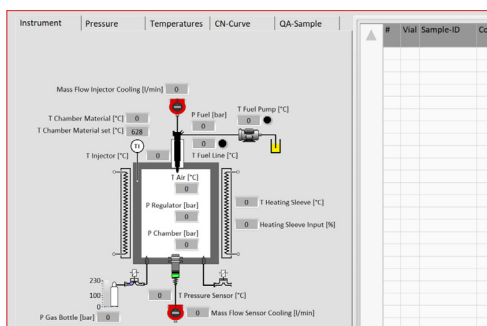 Instrument Pressure Temperatures CN-Curve QA-Sample
# Vial Sample-ID Co
Mass Flow Injector Cooling [l/min] 0
T Chamber Material [°C] 0
P Fuel [bar] 0
T Fuel Pump [°C] 0
T Chamber Material set [°C] 628
TI
T Injector [°C] 0
0 T Fuel Line [°C]
T Air [°C]
0
P Regulator [bar]
0
T Heating Sleeve [°C] 0
P Chamber [bar]
0
Heating Sleeve Input [%] 0
230
100
0
0 T Pressure Sensor [°C]
P Gas Bottle [bar] 0
0 Mass Flow Sensor Cooling [l/min]